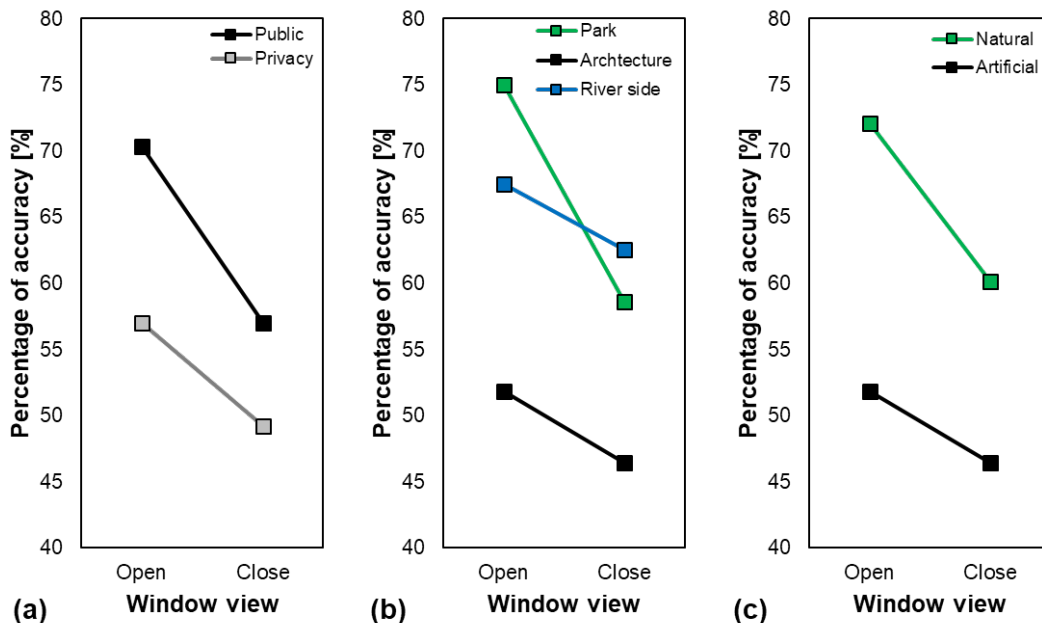 Percentage of accuracy [%]
80
75
70
65
60
55
50
45
40
Public
Privacy
Open Close
Window view
(a)
Percentage of accuracy [%]
80
75
70
65
60
55
50
45
40
Park
Archtecture
River side
Open Close
Window view
(b)
Percentage of accuracy [%]
80
75
70
65
60
55
50
45
40
Natural
Artificial
Open Close
Window view
(c)